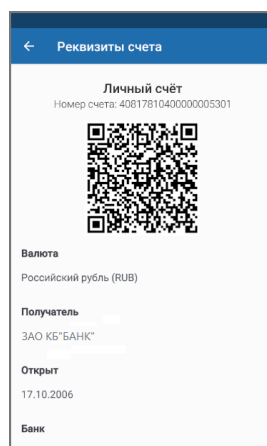 Реквизиты счета
Личный счёт
Номер счета: 40817810400000005301
Валюта
Российский рубль (RUB)
Получатель
ЗАО КБ"БАНК"
Открыт
17.10.2006
Банк